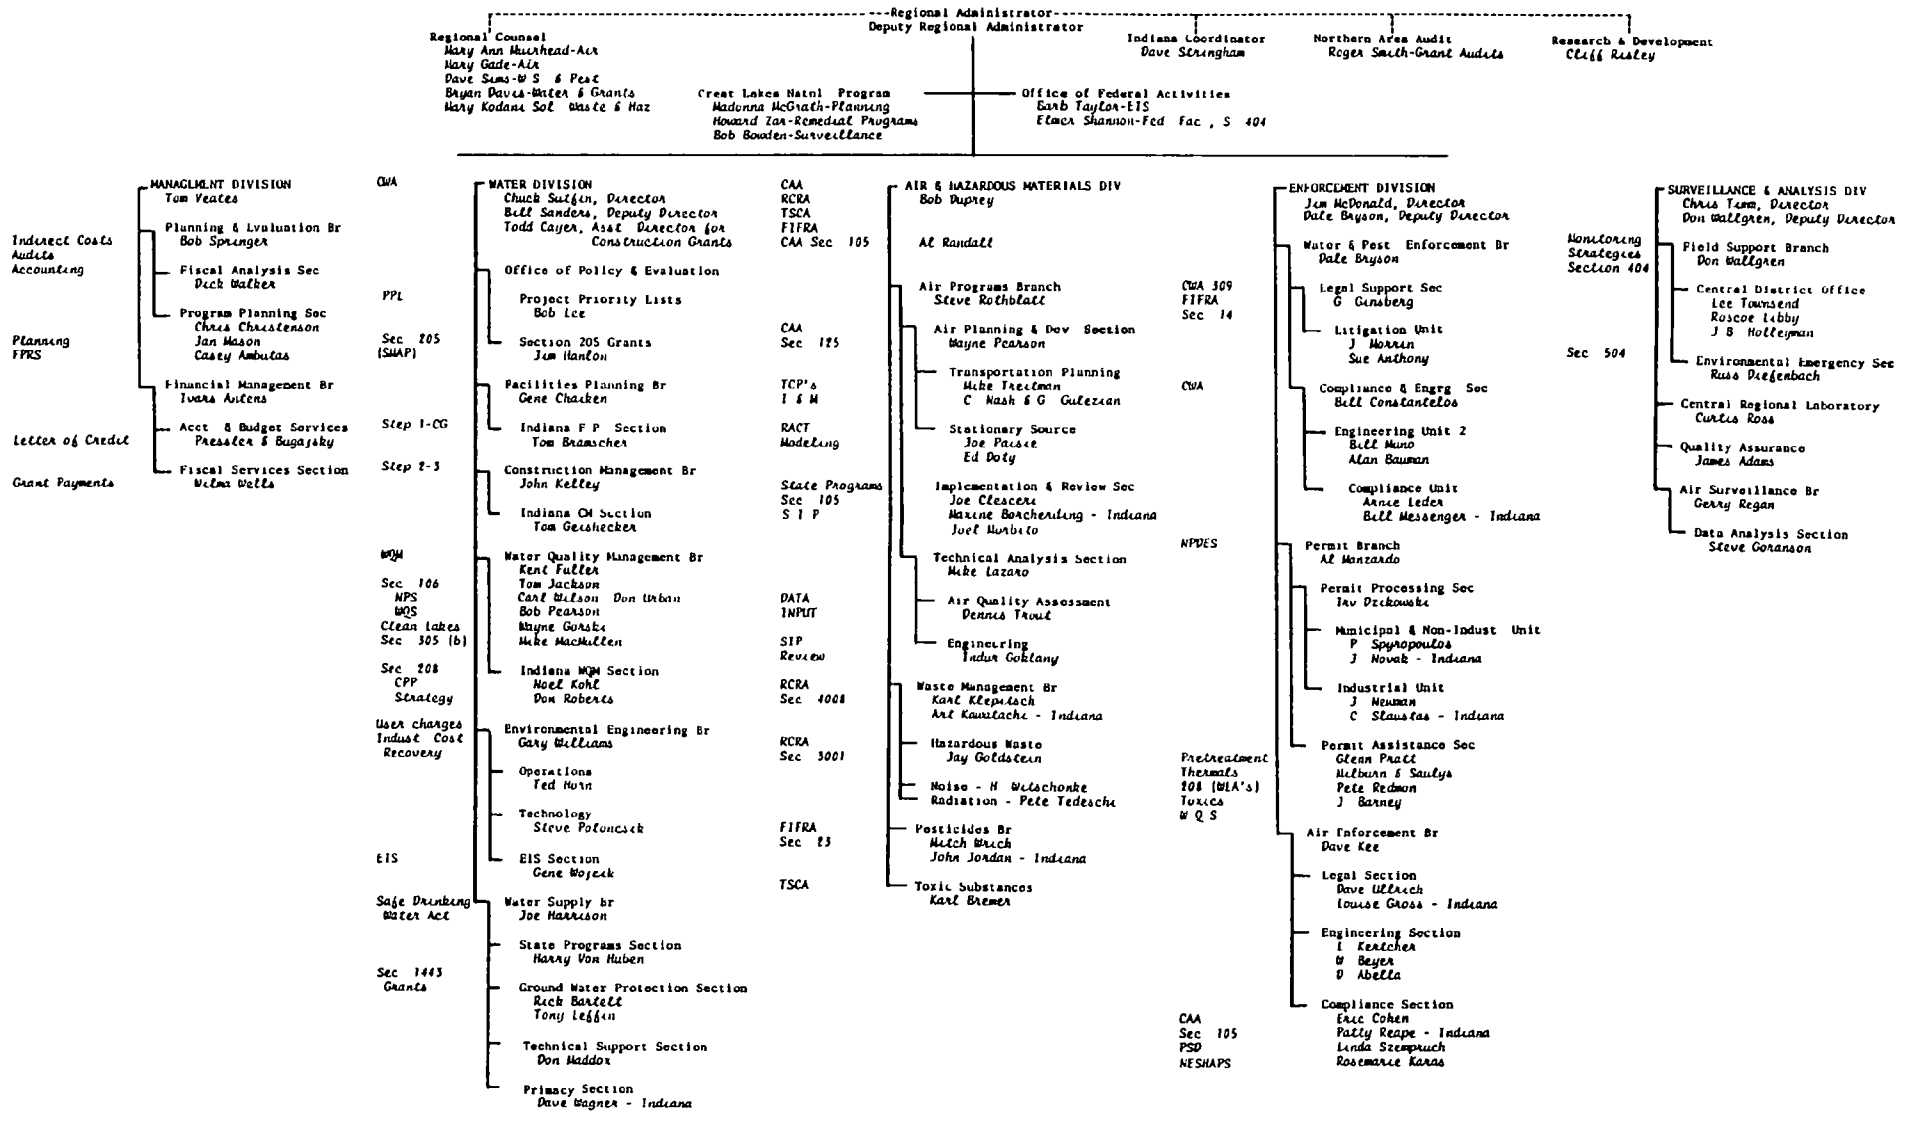 Regional Administrator
Deputy Regional Administrator
Regional Counsel
Mary Ann Muirhead-Air
Mary Gade-Air
Dave Sims-W S & Pest
Bryan Davis-Water & Grants
Mary Kodani Sol Waste & Haz
Indiana Coordinator
Dave Stringham
Northern Area Audit
Roger Smith-Grant Audits
Research & Development
Cliff Risley
Great Lakes Natnl Program
Madonna McGrath-Planning
Howard Zar-Remedial Programs
Bob Bowden-Surveillance
Office of Federal Activities
Barb Taylor-EIS
Elmer Shannon-Fed Fac , S 404
MANAGEMENT DIVISION
Tom Yeates
Planning & Evaluation Br
Bob Springer
Indirect Costs
Audits
Accounting
Fiscal Analysis Sec
Dick Walker
Program Planning Sec
Chris Christenson
Jan Mason
Casey Ambutas
Planning
FPRS
Financial Management Br
Ivars Antens
Acct & Budget Services
Pressler & Bugajsky
Letter of Credit
Fiscal Services Section
Wilma Wells
Grant Payments
CWA
WATER DIVISION
Chuck Sutfin, Director
Bill Sanders, Deputy Director
Todd Cayer, Asst Director for
Construction Grants
Office of Policy & Evaluation
PPL
Project Priority Lists
Bob Lee
Sec 205
(SMAP)
Section 205 Grants
Jim Hanlon
Facilities Planning Br
Gene Chaiken
Step 1-CG
Indiana F P Section
Tom Bramscher
Step 2-3
Construction Management Br
John Kelley
Indiana CM Section
Tom Geishecker
WQM
Water Quality Management Br
Kent Fuller
Tom Jackson
Carl Wilson Don Urban
Bob Pearson
Wayne Gorski
Mike MacMullen
Sec 106
NPS
WQS
Clean Lakes
Sec 305 (b)
Sec 208
CPP
Strategy
Indiana WQM Section
Noel Kohl
Don Roberts
User charges
Indust Cost
Recovery
Environmental Engineering Br
Gary Williams
Operations
Ted Horn
Technology
Steve Poloncsik
EIS
EIS Section
Gene Wojcik
Safe Drinking
Water Act
Water Supply Br
Joe Harrison
State Programs Section
Harry Von Huben
Sec 1443
Grants
Ground Water Protection Section
Rick Bartelt
Tony Leffin
Technical Support Section
Don Maddox
Primacy Section
Dave Wagner - Indiana
CAA
RCRA
TSCA
FIFRA
CAA Sec 105
AIR & HAZARDOUS MATERIALS DIV
Bob Duprey
Al Randall
Air Programs Branch
Steve Rothblatt
CAA
Sec 125
Air Planning & Dev Section
Wayne Pearson
TCP's
I & M
Transportation Planning
Mike Treitman
C Nash & G Gulezian
RACT
Modeling
Stationary Source
Joe Paisie
Ed Doty
State Programs
Sec 105
S I P
Implementation & Review Sec
Joe Clesceri
Maxine Borcherding - Indiana
Joel Morbito
Technical Analysis Section
Mike Lazaro
DATA
INPUT
Air Quality Assessment
Dennis Trout
SIP
Review
Engineering
Indur Goklany
RCRA
Sec 4008
Waste Management Br
Karl Klepitsch
Art Kawatachi - Indiana
RCRA
Sec 3001
Hazardous Waste
Jay Goldstein
Noise - H Witschonke
Radiation - Pete Tedeschi
FIFRA
Sec 23
Pesticides Br
Mitch Wrich
John Jordan - Indiana
TSCA
Toxic Substances
Karl Bremer
ENFORCEMENT DIVISION
Jim McDonald, Director
Dale Bryson, Deputy Director
Water & Pest Enforcement Br
Dale Bryson
CWA 309
FIFRA
Sec 14
Legal Support Sec
G Ginsberg
Litigation Unit
J Morrin
Sue Anthony
CWA
Compliance & Engrg Sec
Bill Constantelos
Engineering Unit 2
Bill Muno
Alan Bauman
Compliance Unit
Arnie Leder
Bill Messenger - Indiana
NPDES
Permit Branch
Al Manzardo
Permit Processing Sec
Irv Dzikowski
Municipal & Non-Indust Unit
P Spyropoulos
J Novak - Indiana
Industrial Unit
J Neuman
C Staustas - Indiana
Pretreatment
Thermals
208 (WLA's)
Toxics
W Q S
Permit Assistance Sec
Glenn Pratt
Milburn & Saulys
Pete Redmon
J Barney
Air Enforcement Br
Dave Kee
Legal Section
Dave Ullrich
Louise Gross - Indiana
Engineering Section
L Kertcher
W Beyer
D Abella
CAA
Sec 105
PSD
NESHAPS
Compliance Section
Eric Cohen
Patty Reape - Indiana
Linda Szempruch
Rosemarie Karas
SURVEILLANCE & ANALYSIS DIV
Chris Timm, Director
Don Wallgren, Deputy Director
Monitoring
Strategies
Section 404
Field Support Branch
Don Wallgren
Central District Office
Lee Townsend
Roscoe Libby
J B Holleyman
Sec 504
Environmental Emergency Sec
Russ Diefenbach
Central Regional Laboratory
Curtis Ross
Quality Assurance
James Adams
Air Surveillance Br
Gerry Regan
Data Analysis Section
Steve Goranson